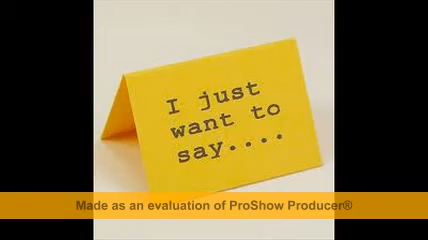 I just
want to
say....
Made as an evaluation of ProShow Producer®